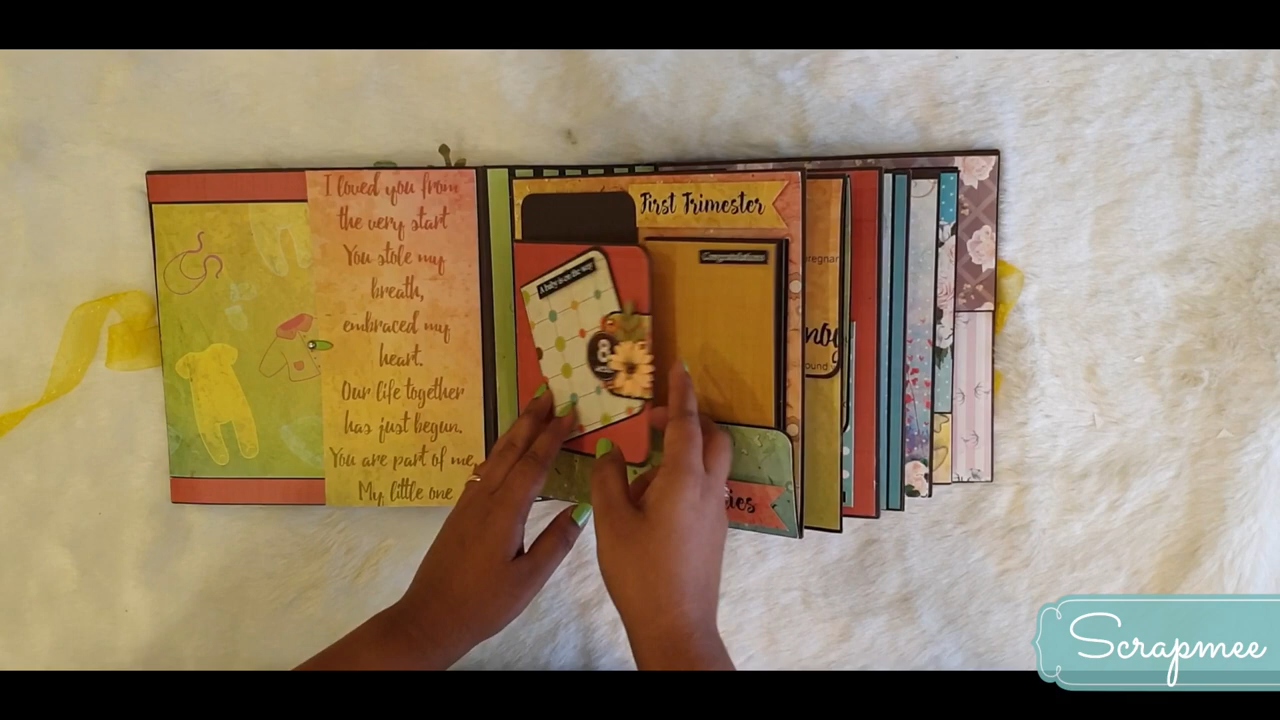 I loved you from
the very start
You stole my
breath,
embraced my
heart.
Our life together
has just begun.
You are part of me,
My little one
First Trimester
Congratulations
A baby is on the way
8
Scrapmee